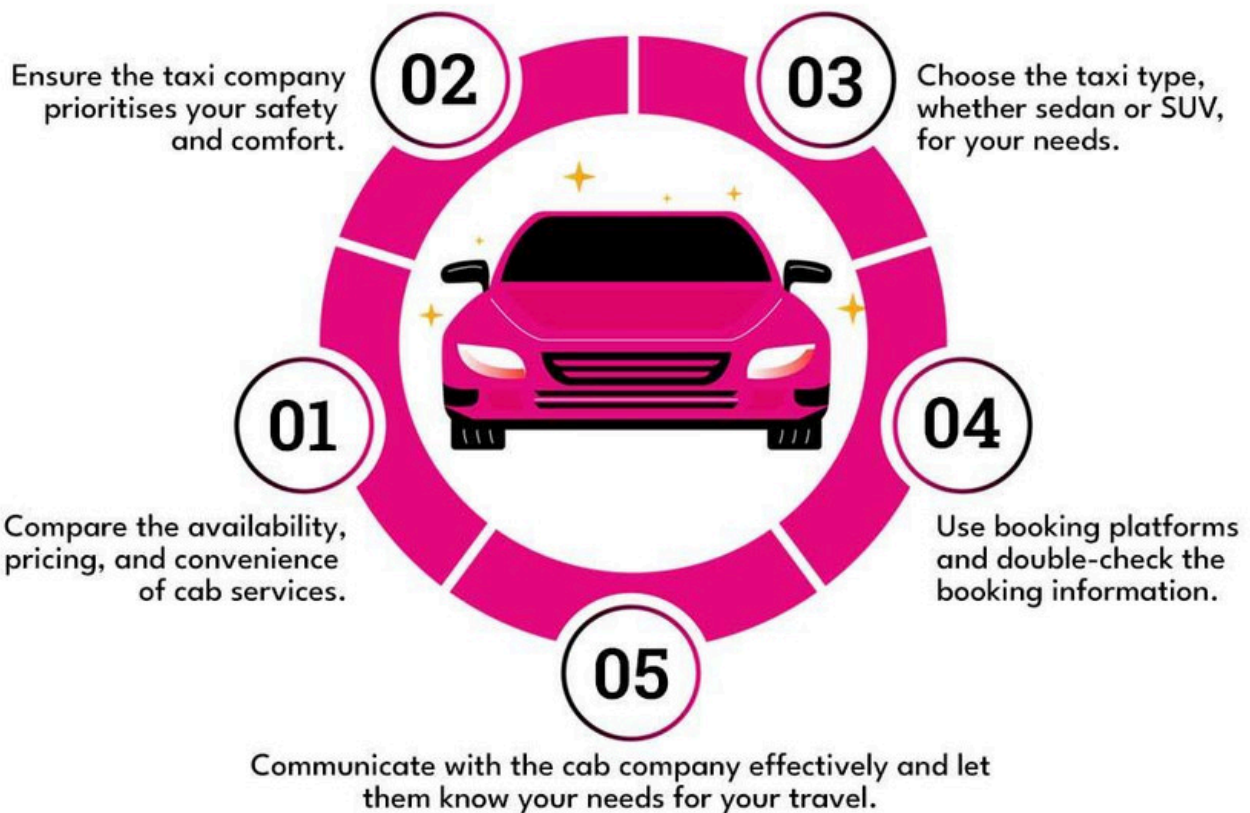 01
Compare the availability,
pricing, and convenience
of cab services.
02
Ensure the taxi company
prioritises your safety
and comfort.
03
Choose the taxi type,
whether sedan or SUV,
for your needs.
04
Use booking platforms
and double-check the
booking information.
05
Communicate with the cab company effectively and let
them know your needs for your travel.